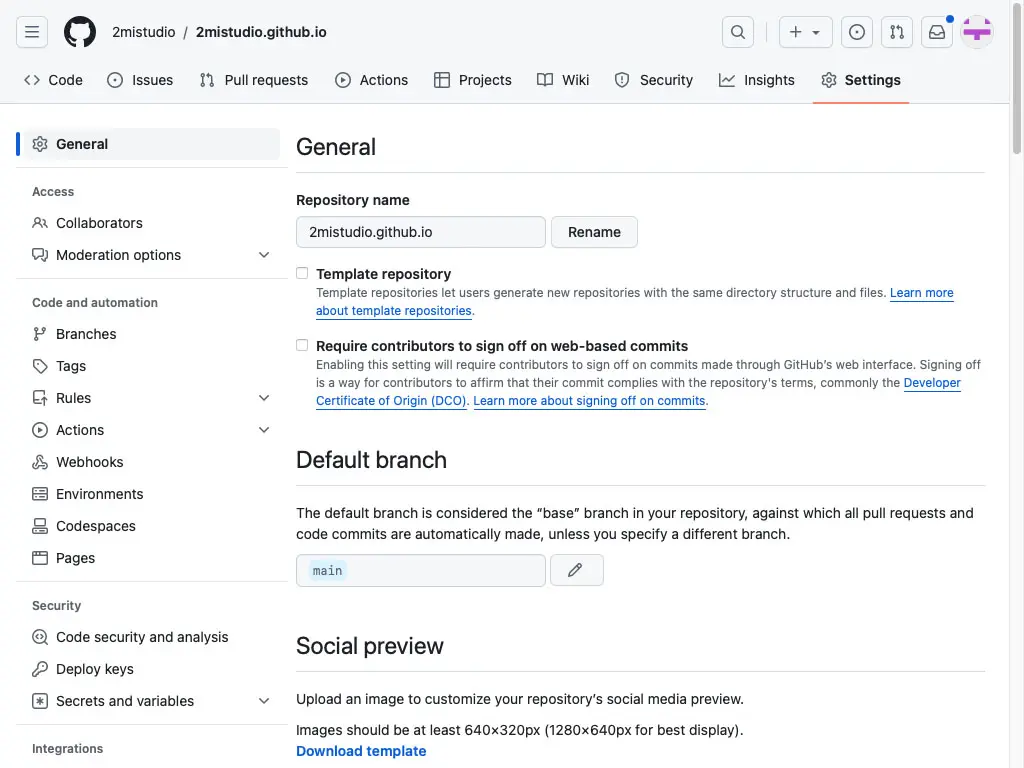 2mistudio / 2mistudio.github.io
Code Issues Pull requests Actions Projects Wiki Security Insights Settings
General
Access
Collaborators
Moderation options
Code and automation
Branches
Tags
Rules
Actions
Webhooks
Environments
Codespaces
Pages
Security
Code security and analysis
Deploy keys
Secrets and variables
Integrations
General
Repository name
2mistudio.github.io Rename
Template repository
Template repositories let users generate new repositories with the same directory structure and files. Learn more
about template repositories.
Require contributors to sign off on web-based commits
Enabling this setting will require contributors to sign off on commits made through GitHub’s web interface. Signing off
is a way for contributors to affirm that their commit complies with the repository's terms, commonly the Developer
Certificate of Origin (DCO). Learn more about signing off on commits.
Default branch
The default branch is considered the “base” branch in your repository, against which all pull requests and
code commits are automatically made, unless you specify a different branch.
main
Social preview
Upload an image to customize your repository’s social media preview.
Images should be at least 640×320px (1280×640px for best display).
Download template